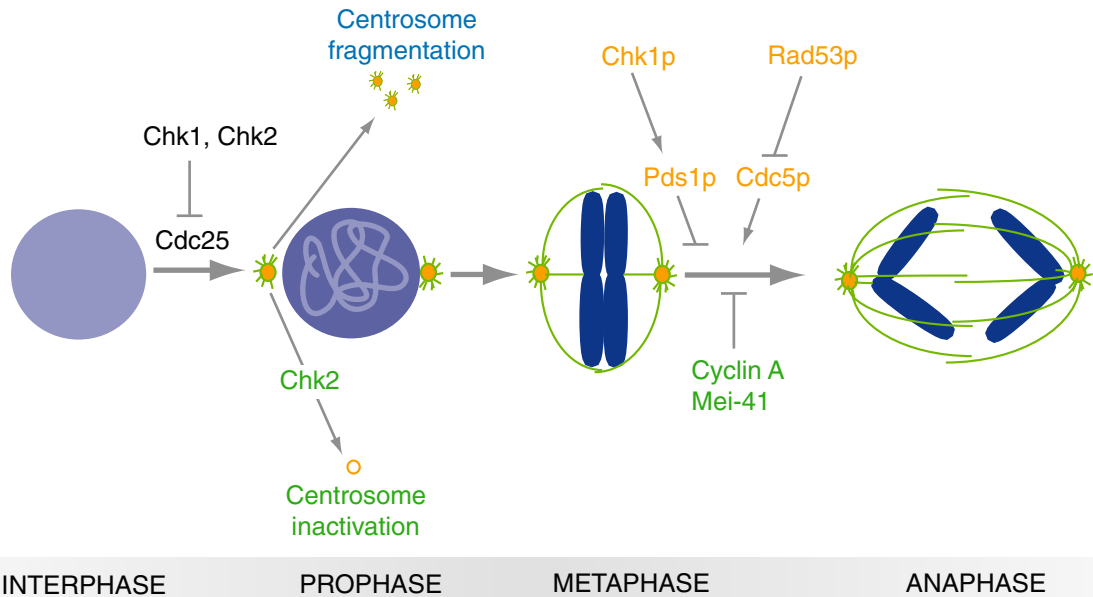 Centrosome
fragmentation
Chk1p
Rad53p
Chk1, Chk2
Pds1p
Cdc5p
Cdc25
Chk2
Cyclin A
Mei-41
Centrosome
inactivation
INTERPHASE
PROPHASE
METAPHASE
ANAPHASE